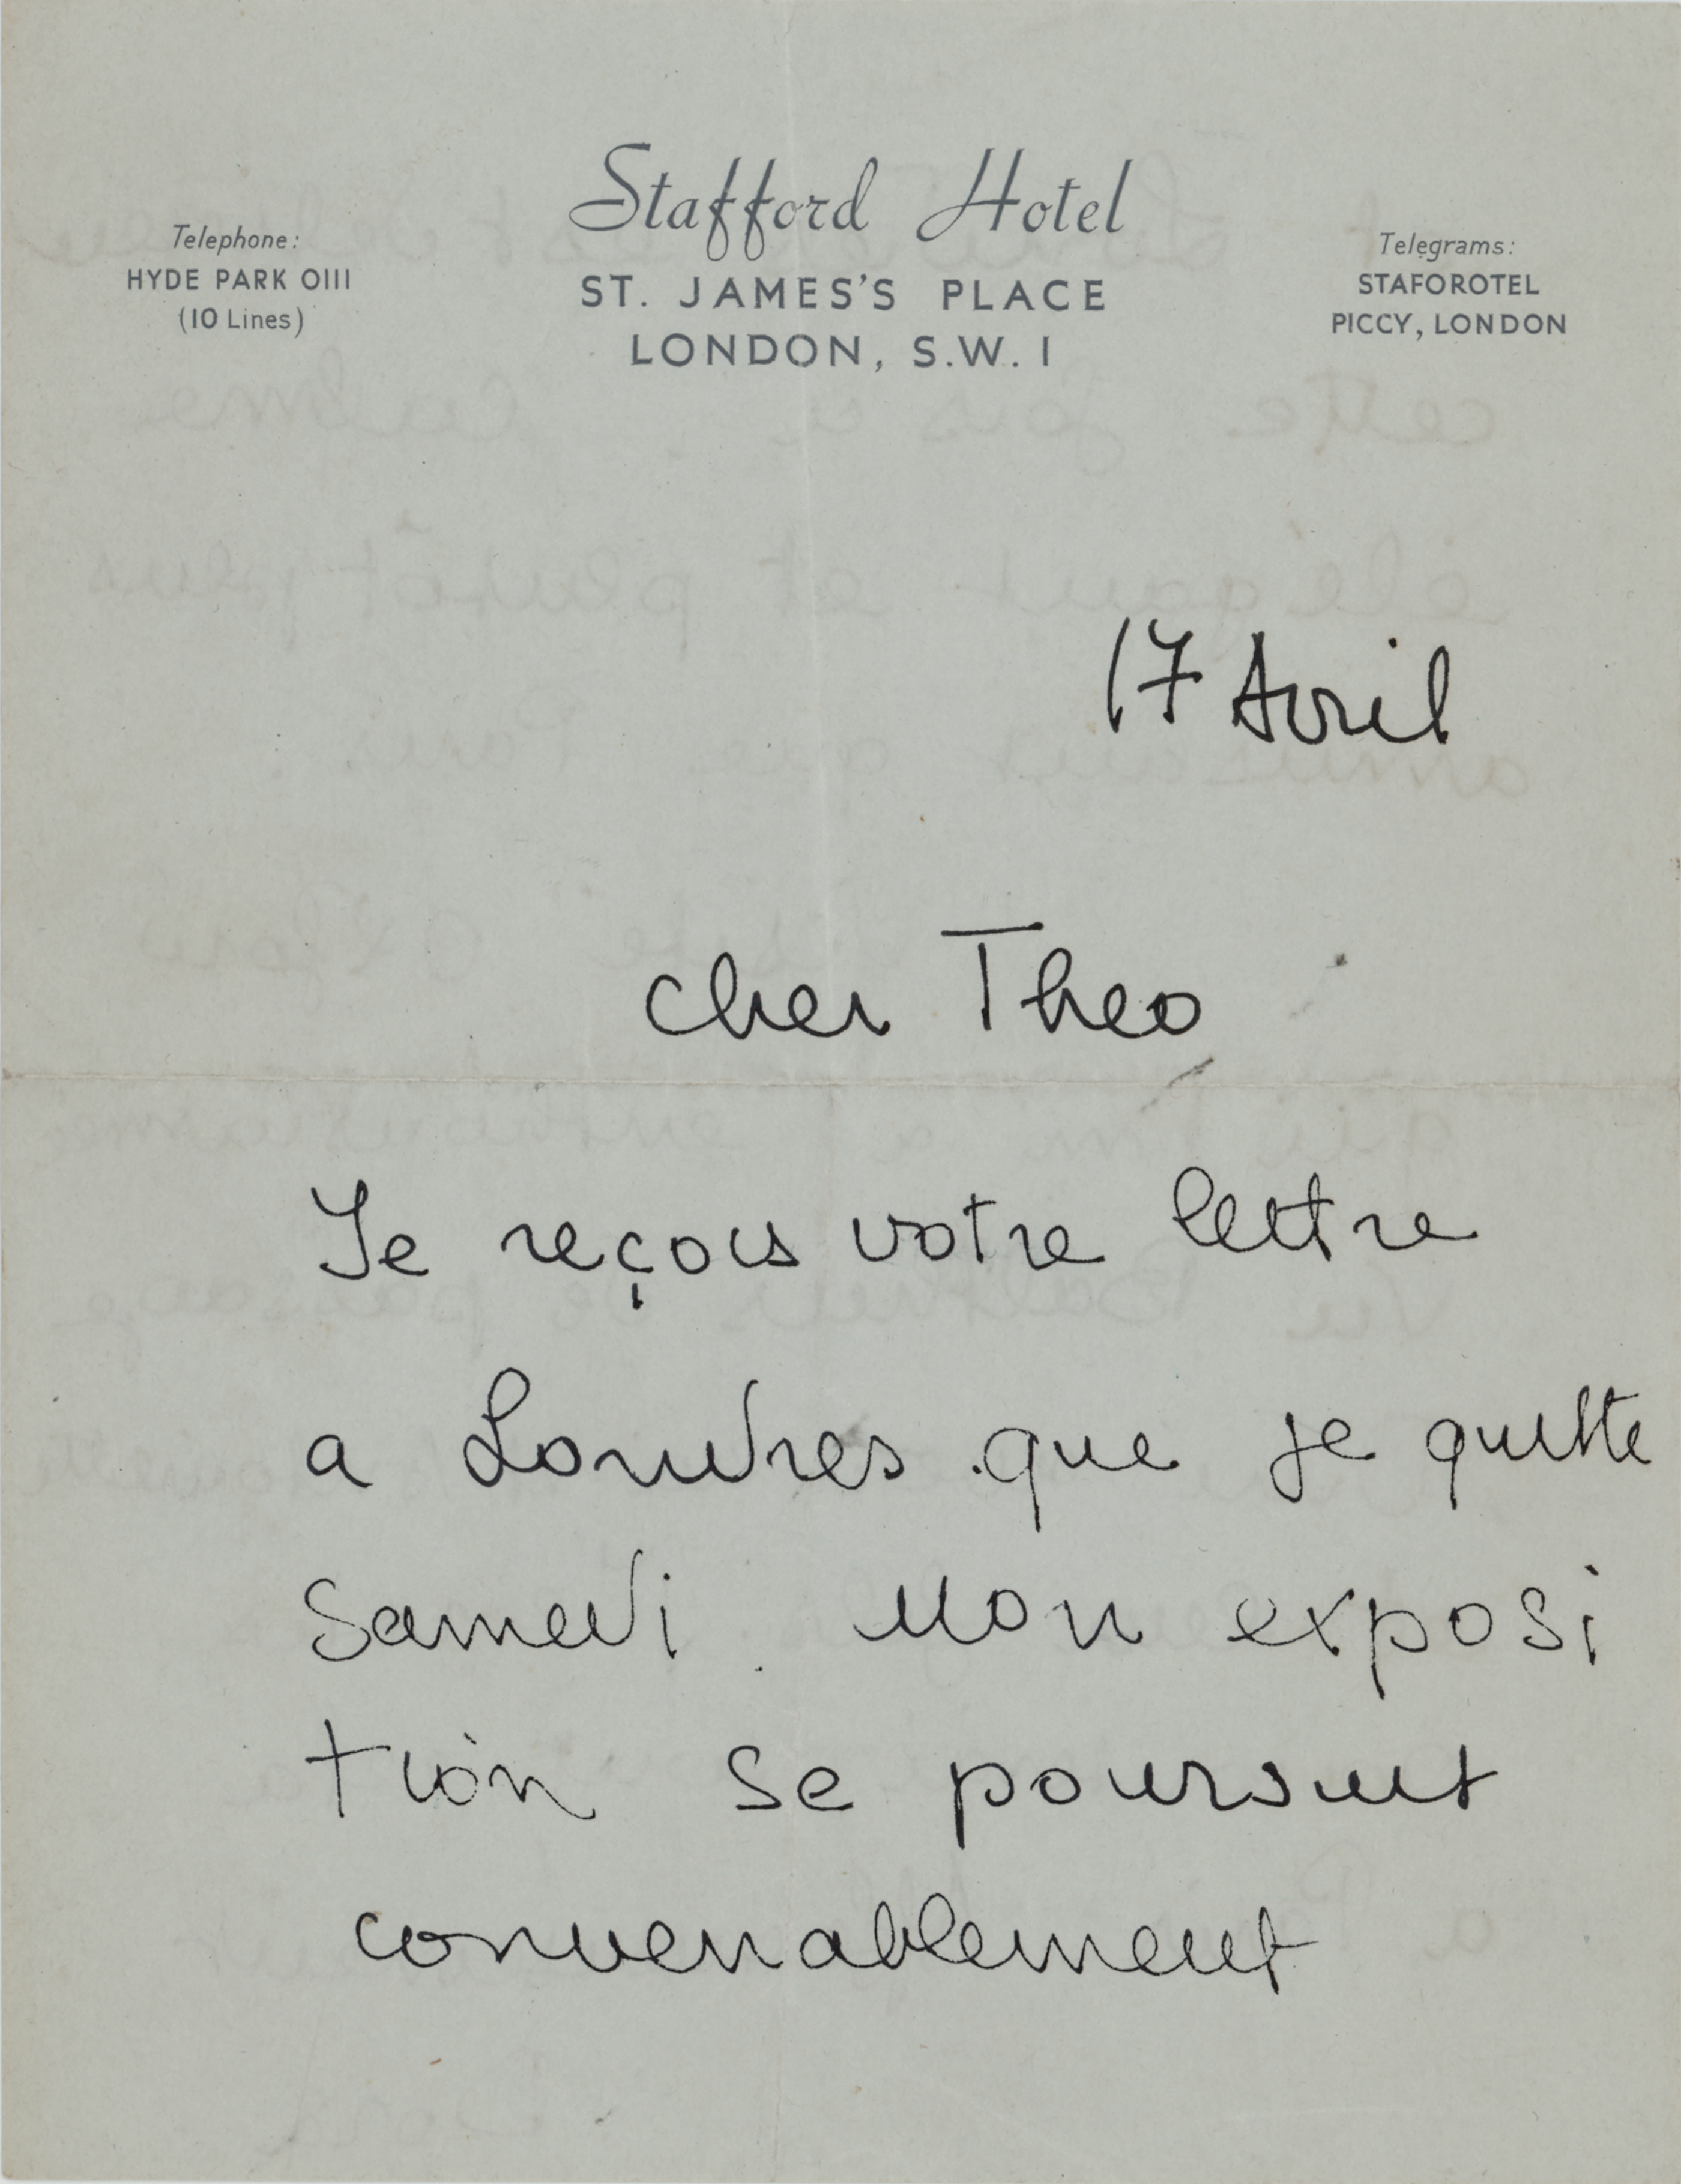 Stafford Hotel
ST. JAMES'S PLACE
LONDON, S.W. 1
Telephone:
HYDE PARK 0111
(10 Lines)
Telegrams:
STAFOROTEL
PICCY, LONDON
17 Avril
cher Theo
Je reçois votre lettre
a Londres que je quitte
samedi. Mon exposi
tion se poursuit
convenablement